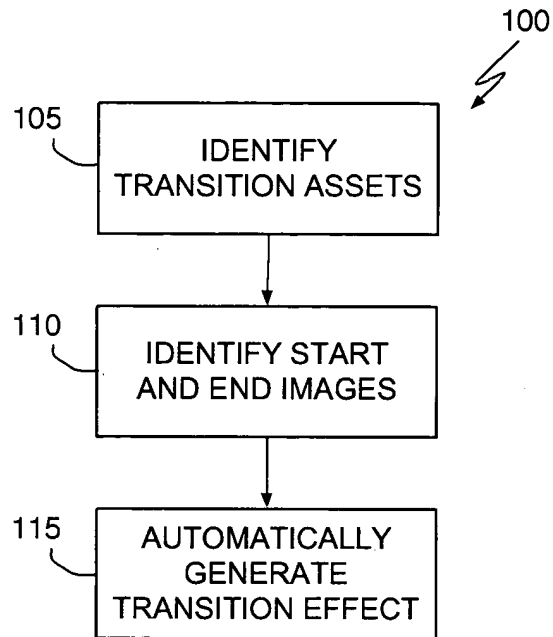 100
105
IDENTIFY
TRANSITION ASSETS
110
IDENTIFY START
AND END IMAGES
115
AUTOMATICALLY
GENERATE
TRANSITION EFFECT